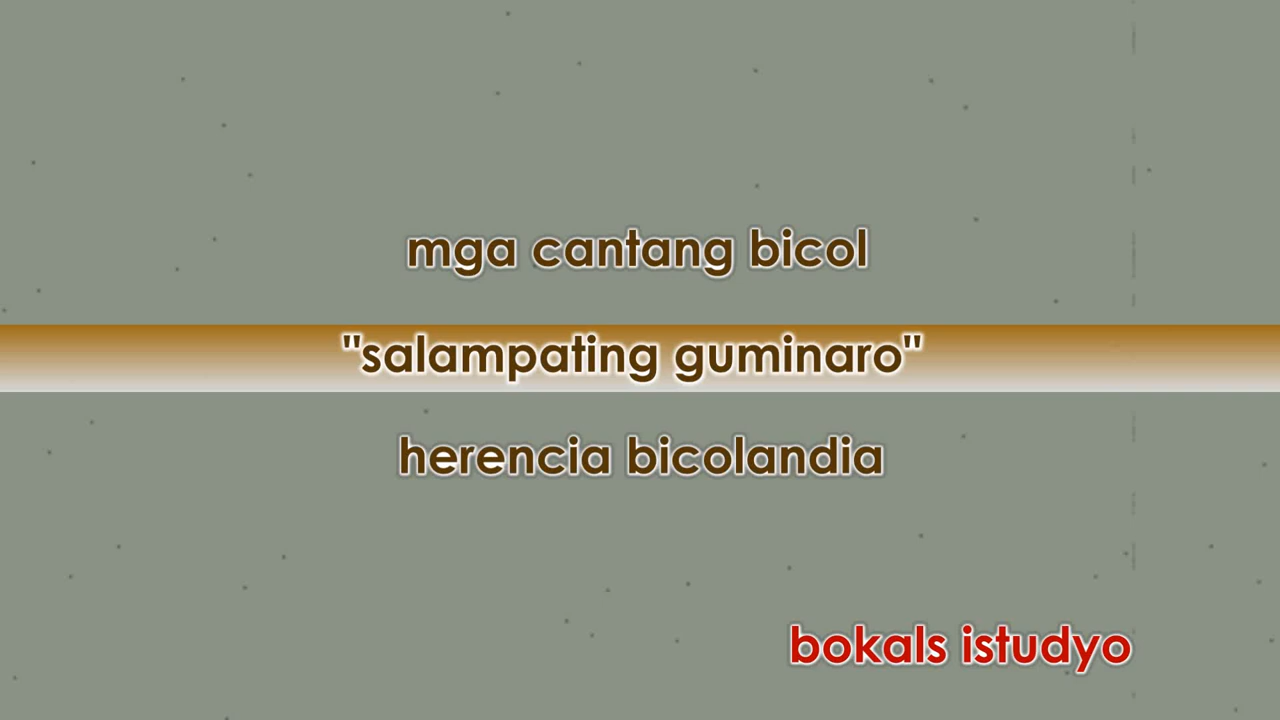 mga cantang bicol
"salampating guminaro"
herencia bicolandia
bokals istudyo